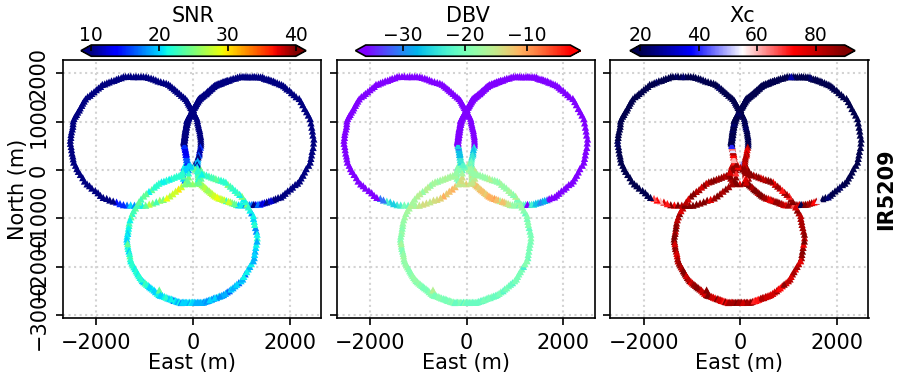 SNR DBV Xc
10 20 30 40 −30 −20 −10 20 40 60 80
North (m)
2000
1000
0
−1000
−2000
−3000
−2000 0 2000 −2000 0 2000 −2000 0 2000
East (m) East (m) East (m)
IR5209